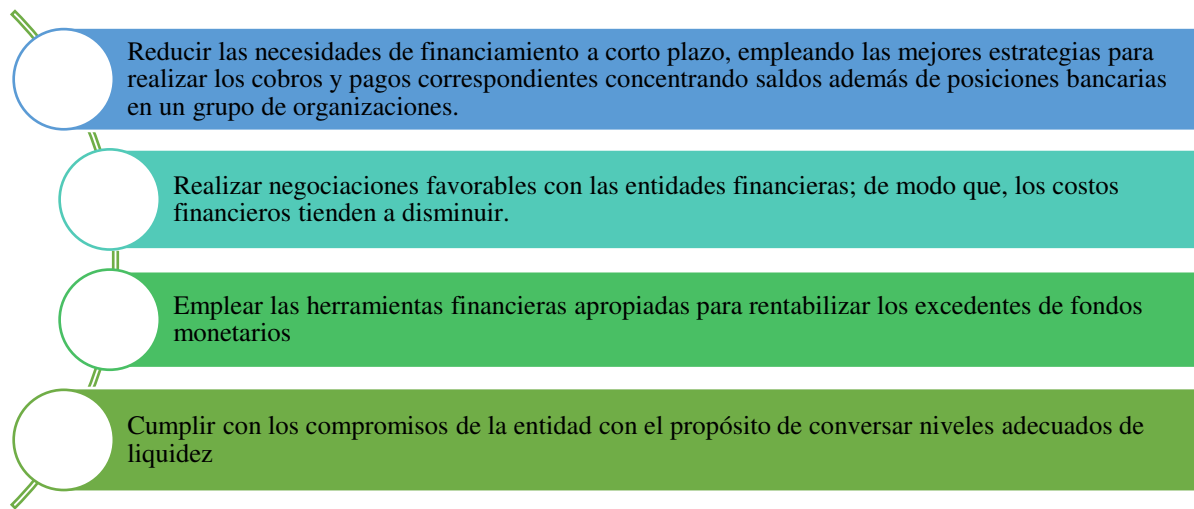 Reducir las necesidades de financiamiento a corto plazo, empleando las mejores estrategias para
realizar los cobros y pagos correspondientes concentrando saldos además de posiciones bancarias
en un grupo de organizaciones.
Realizar negociaciones favorables con las entidades financieras; de modo que, los costos
financieros tienden a disminuir.
Emplear las herramientas financieras apropiadas para rentabilizar los excedentes de fondos
monetarios
Cumplir con los compromisos de la entidad con el propósito de conversar niveles adecuados de
liquidez